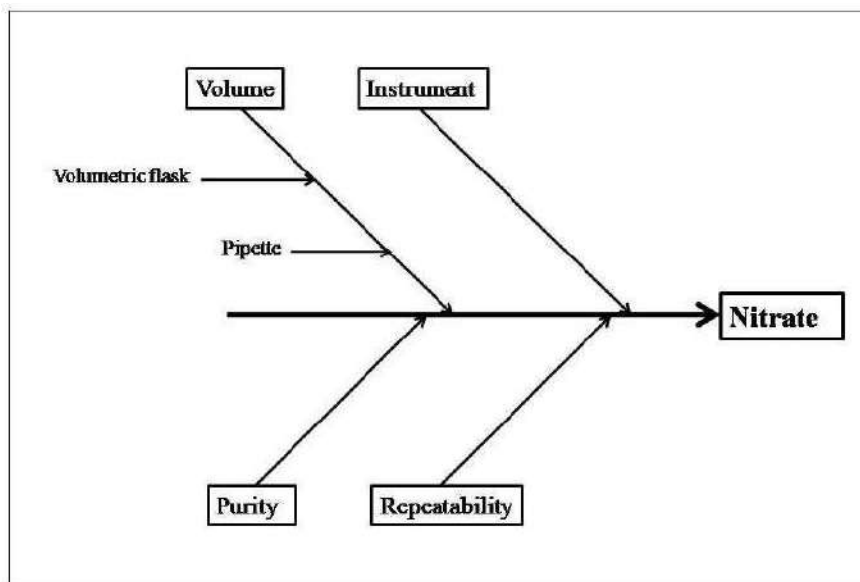 Volume
Instrument
Volumetric flask
Pipette
Nitrate
Purity
Repeatability